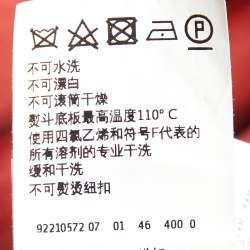 P
不可水洗
不可漂白
不可滚筒干燥
熨斗底板最高温度110° C
使用四氯乙烯和符号F代表的
所有溶剂的专业干洗
缓和干洗
不可熨烫纽扣
92210572 07 01 46 400 0